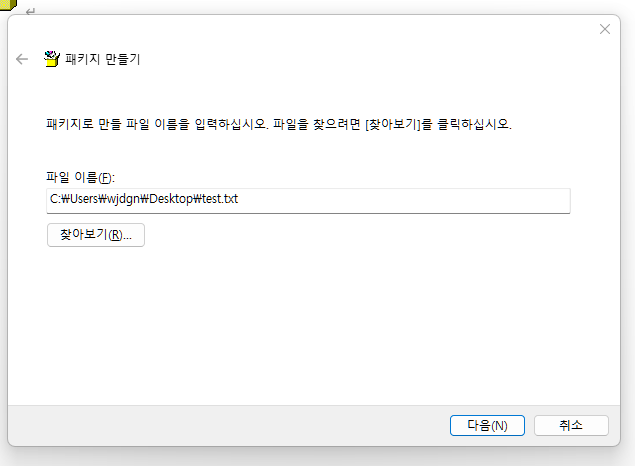 패키지 만들기
패키지로 만들 파일 이름을 입력하십시오. 파일을 찾으려면 [찾아보기]를 클릭하십시오.
파일 이름(F):
C:₩Users₩wjdgn₩Desktop₩test.txt
찾아보기(R)...
다음(N) 취소